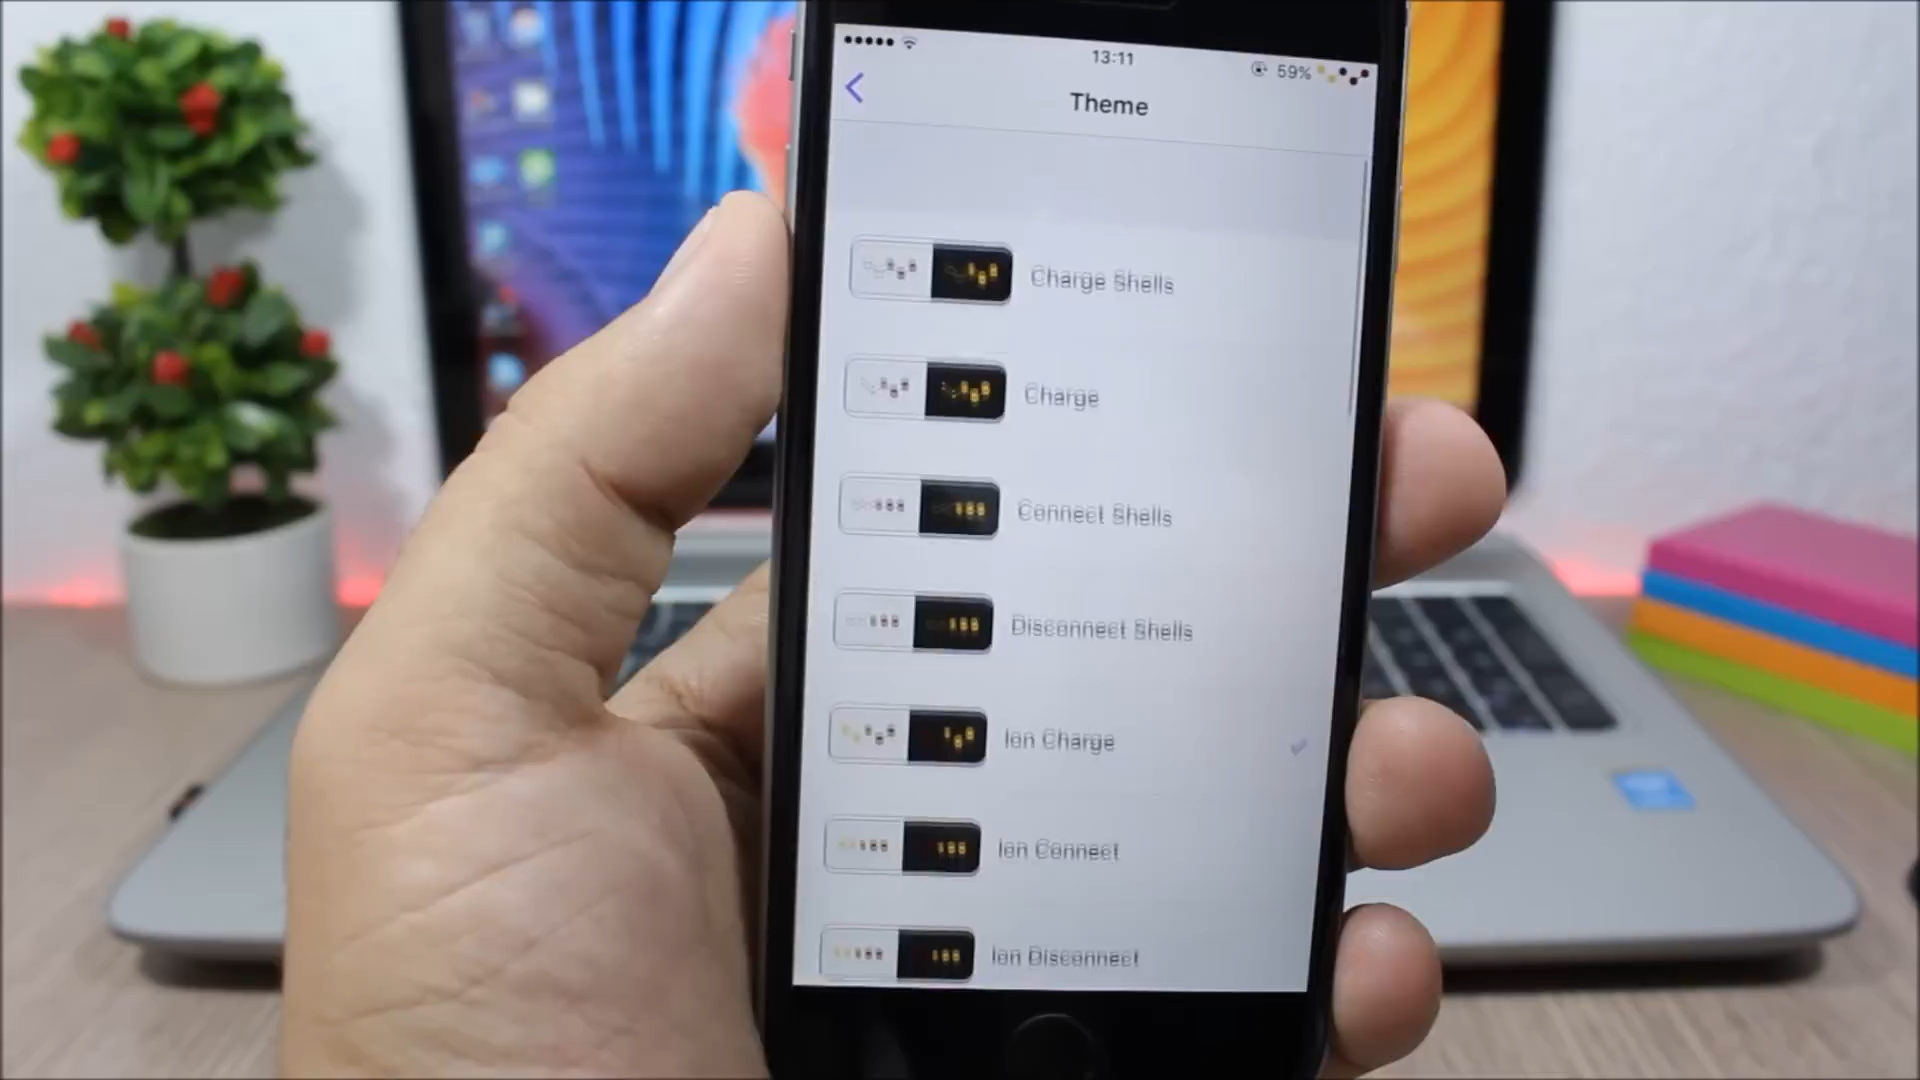 13:11
59%
Theme
Charge Shells
Charge
Connect Shells
Disconnect Shells
Ion Charge
Ion Connect
Ion Disconnect